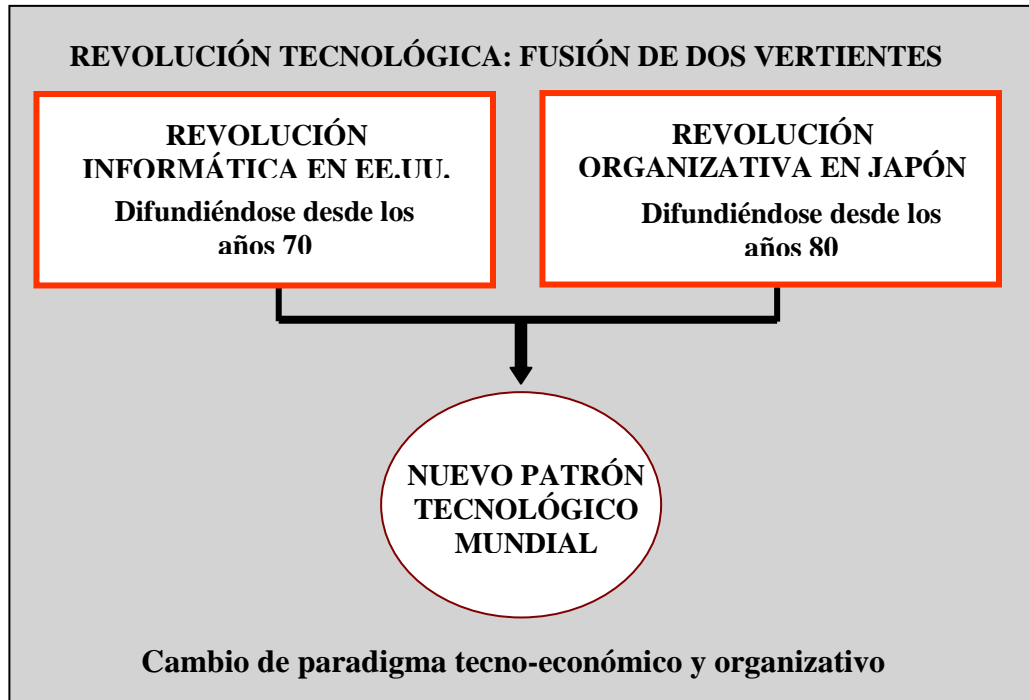 REVOLUCIÓN TECNOLÓGICA: FUSIÓN DE DOS VERTIENTES
REVOLUCIÓN
INFORMÁTICA EN EE.UU.
Difundiéndose desde los
años 70
REVOLUCIÓN
ORGANIZATIVA EN JAPÓN
Difundiéndose desde los
años 80
NUEVO PATRÓN
TECNOLÓGICO
MUNDIAL
Cambio de paradigma tecno-económico y organizativo